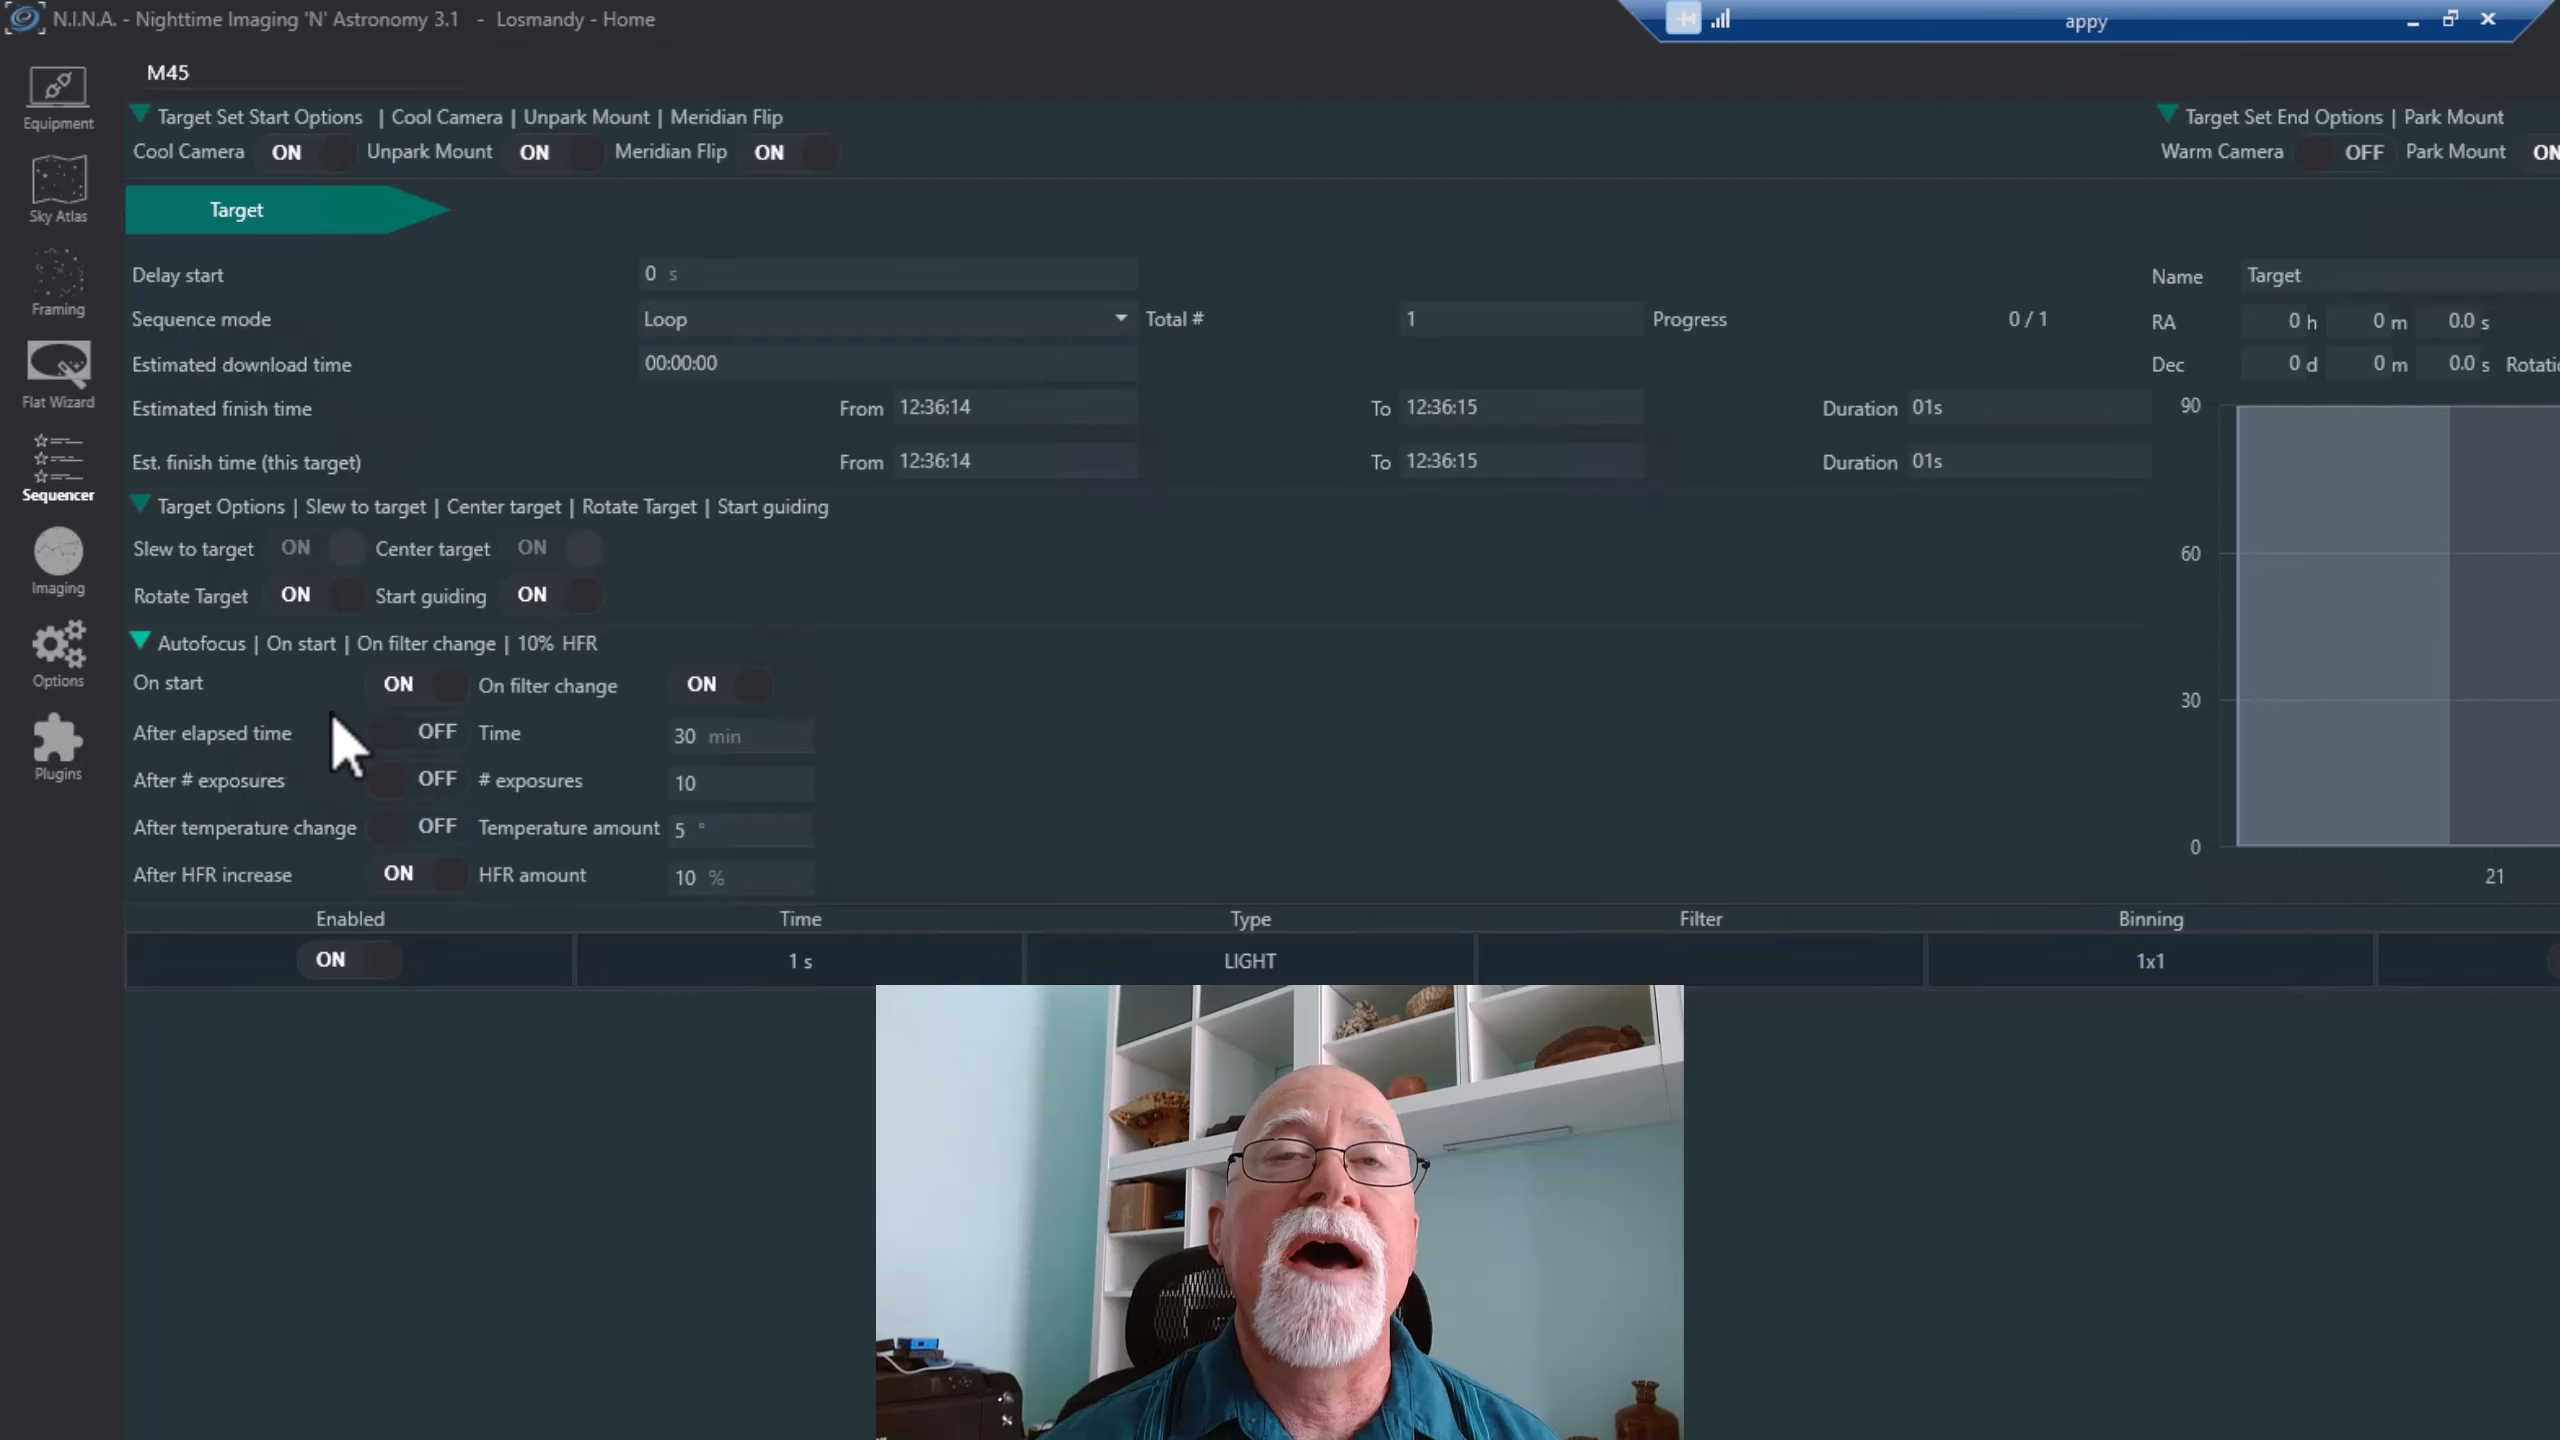 N.I.N.A. - Nighttime Imaging 'N' Astronomy 3.1 - Losmandy - Home
appy
M45
Equipment
Sky Atlas
Framing
Flat Wizard
Sequencer
Imaging
Options
Plugins
Target Set Start Options | Cool Camera | Unpark Mount | Meridian Flip
Target Set End Options | Park Mount
Cool Camera ON Unpark Mount ON Meridian Flip ON
Warm Camera OFF Park Mount ON
Target
Delay start 0 s
Name Target
Sequence mode Loop Total # 1 Progress 0 / 1
RA 0 h 0 m 0.0 s
Estimated download time 00:00:00
Dec 0 d 0 m 0.0 s
Estimated finish time From 12:36:14 To 12:36:15 Duration 01s
90
Est. finish time (this target) From 12:36:14 To 12:36:15 Duration 01s
Target Options | Slew to target | Center target | Rotate Target | Start guiding
Slew to target ON Center target ON
60
Rotate Target ON Start guiding ON
Autofocus | On start | On filter change | 10% HFR
On start ON On filter change ON
30
After elapsed time OFF Time 30 min
After # exposures OFF # exposures 10
After temperature change OFF Temperature amount 5 °
0
After HFR increase ON HFR amount 10 %
21
Enabled Time Type Filter Binning
ON 1 s LIGHT 1x1